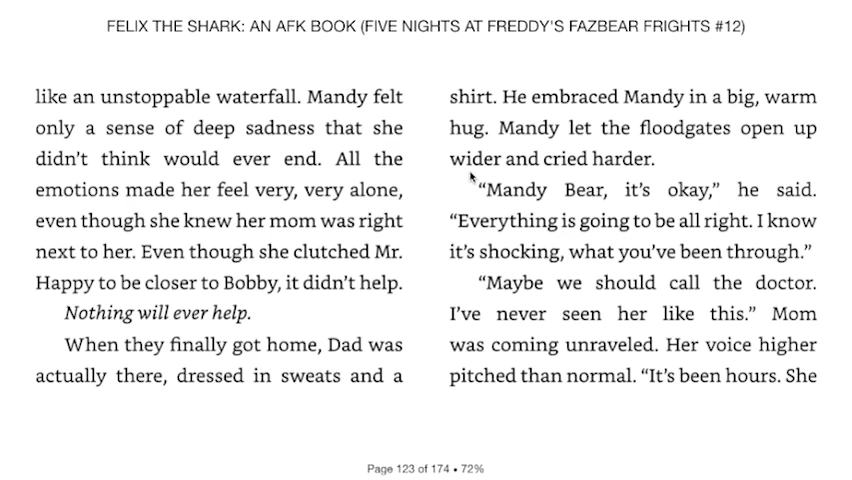 FELIX THE SHARK: AN AFK BOOK (FIVE NIGHTS AT FREDDY'S FAZBEAR FRIGHTS #12)
like an unstoppable waterfall. Mandy felt
only a sense of deep sadness that she
didn't think would ever end. All the
emotions made her feel very, very alone,
even though she knew her mom was right
next to her. Even though she clutched Mr.
Happy to be closer to Bobby, it didn't help.
Nothing will ever help.
When they finally got home, Dad was
actually there, dressed in sweats and a
shirt. He embraced Mandy in a big, warm
hug. Mandy let the floodgates open up
wider and cried harder.
“Mandy Bear, it's okay,” he said.
“Everything is going to be all right. I know
it's shocking, what you've been through.”
“Maybe we should call the doctor.
I've never seen her like this.” Mom
was coming unraveled. Her voice higher
pitched than normal. “It's been hours. She
Page 123 of 174 • 72%